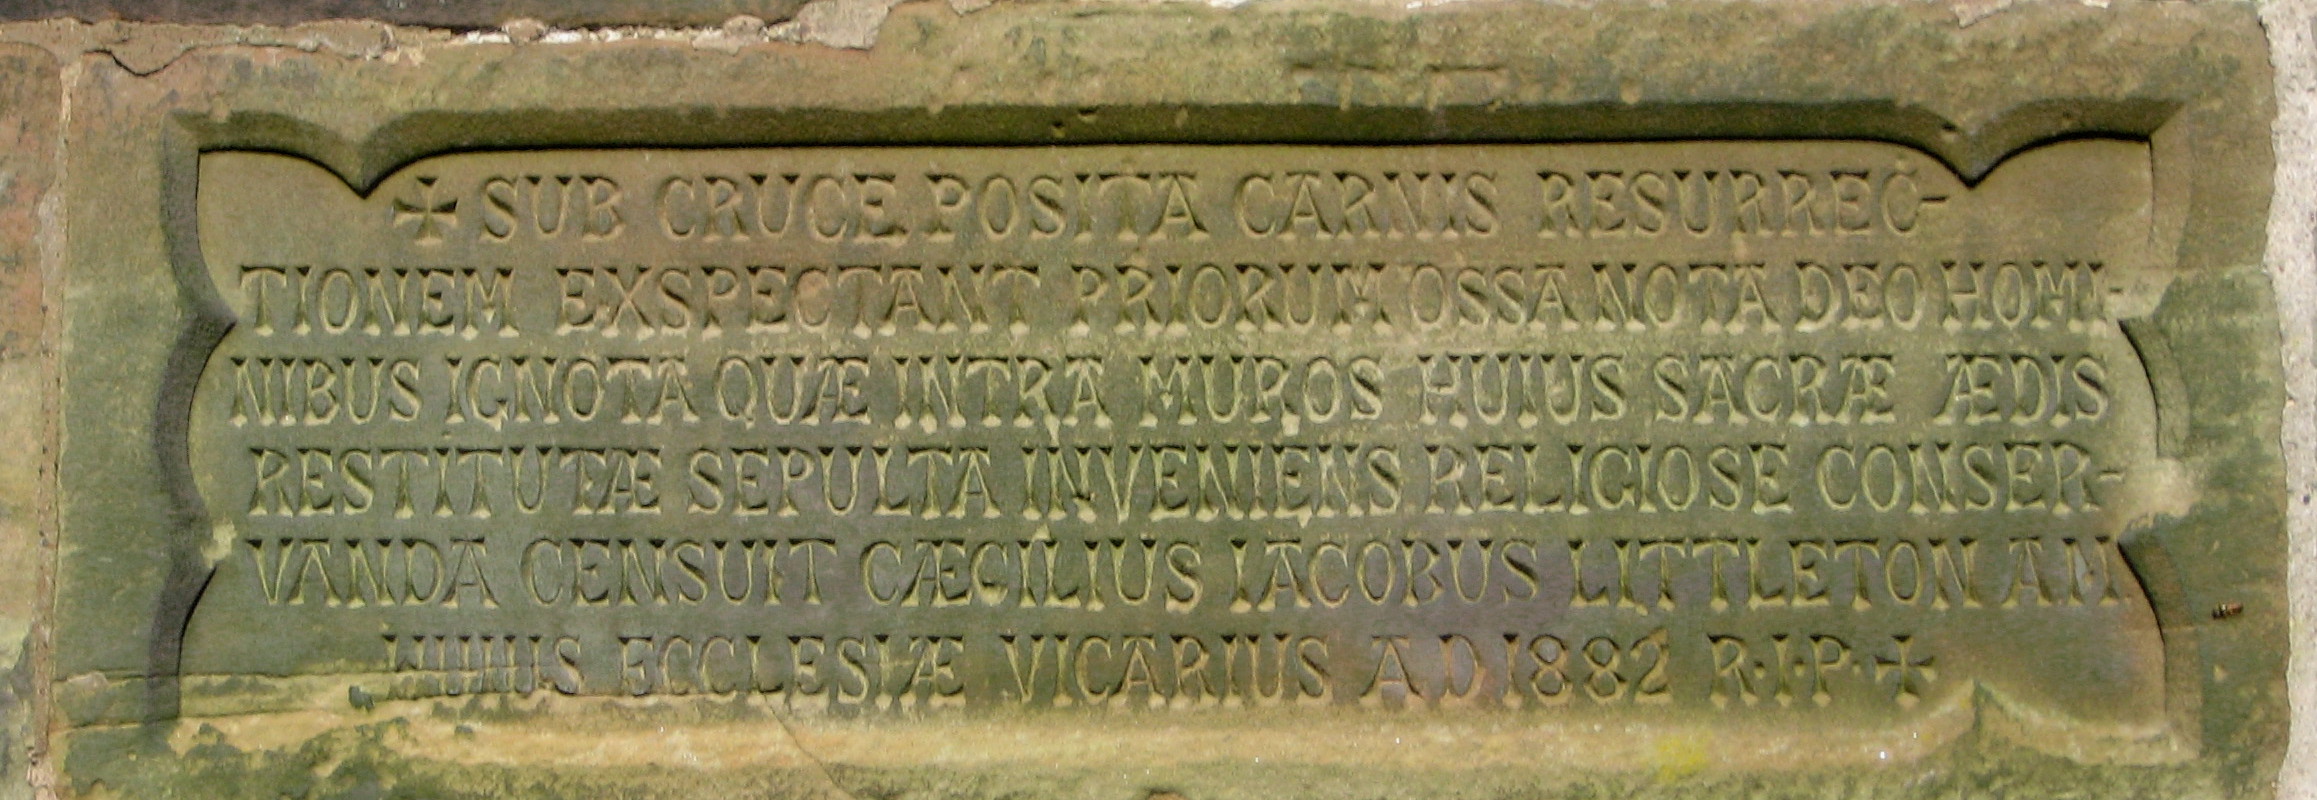 ✠ SUB CRUCE POSITA CARNIS RESURREC-
TIONEM EXSPECTANT PRIORUM OSSA NOTA DEO HOMI-
NIBUS IGNOTA QUÆ INTRA MUROS HUIUS SACRÆ ÆDIS
RESTITUTÆ SEPULTA INVENIENS RELIGIOSE CONSER-
VANDA CENSUIT CÆCILIUS IACOBUS LITTLETON AM
HUIUS ECCLESIÆ VICARIUS A D 1882 R·I·P·✠